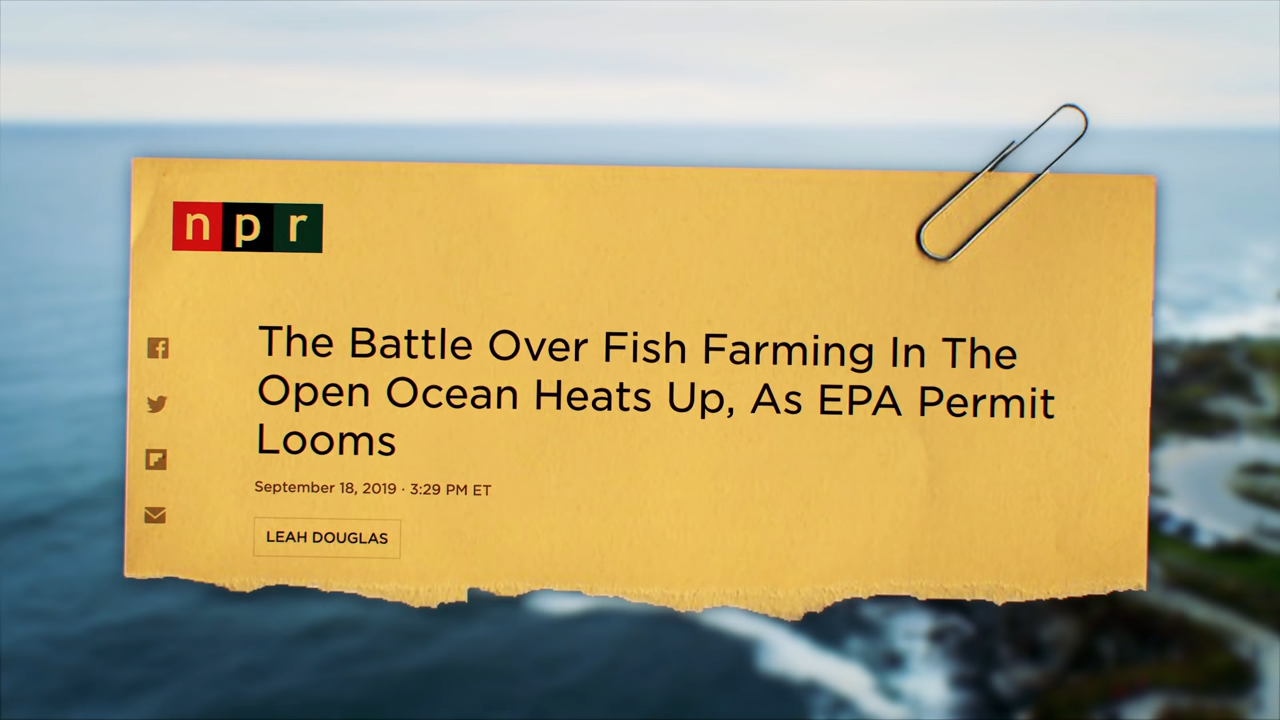 npr
The Battle Over Fish Farming In The
Open Ocean Heats Up, As EPA Permit
Looms
September 18, 2019 · 3:29 PM ET
LEAH DOUGLAS